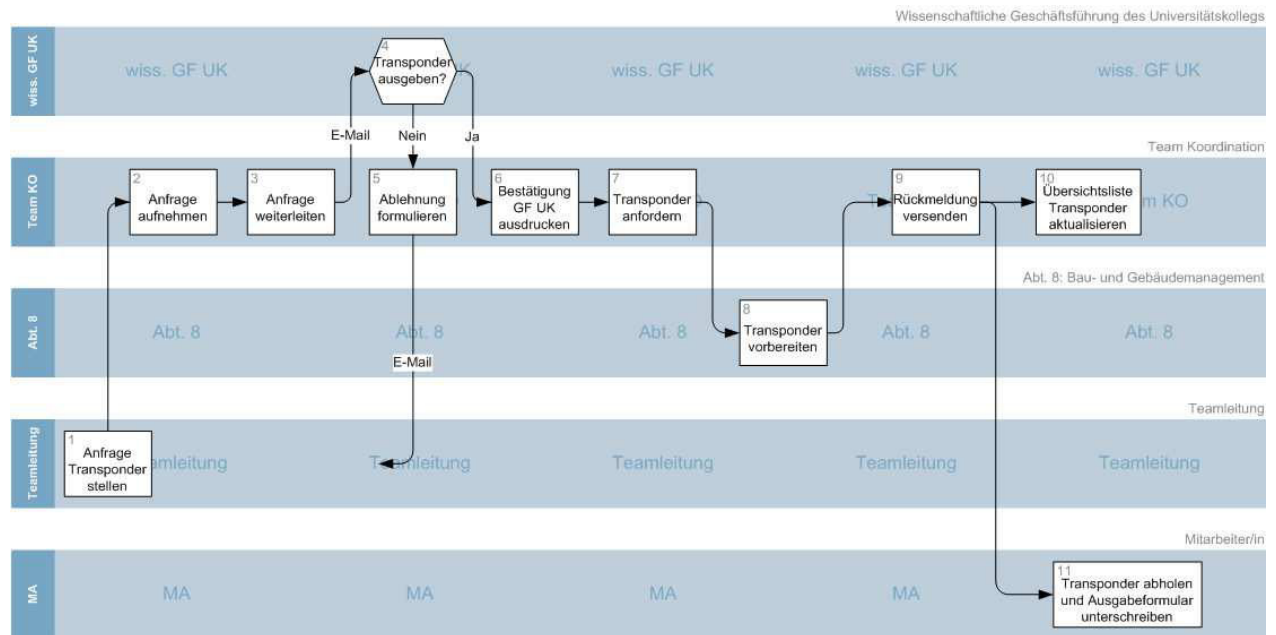 Wissenschaftliche Geschäftsführung des Universitätskollegs
wiss. GF UK
wiss. GF UK
4
Transponder
ausgeben?
UK
wiss. GF UK
wiss. GF UK
wiss. GF UK
E-Mail
Nein
Ja
Team Koordination
Team KO
2
Anfrage
aufnehmen
3
Anfrage
weiterleiten
5
Ablehnung
formulieren
6
Bestätigung
GF UK
ausdrucken
7
Transponder
anfordern
9
Rückmeldung
versenden
10
Übersichtsliste
Transponder
aktualisieren
m KO
Abt. 8: Bau- und Gebäudemanagement
Abt. 8
Abt. 8
Abt. 8
Abt. 8
8
Transponder
vorbereiten
Abt. 8
Abt. 8
E-Mail
Teamleitung
Teamleitung
1
Anfrage
Transponder
stellen
amleitung
Teamleitung
Teamleitung
Teamleitung
Teamleitung
Mitarbeiter/in
MA
MA
MA
MA
MA
11
Transponder abholen
und Ausgabeformular
unterschreiben